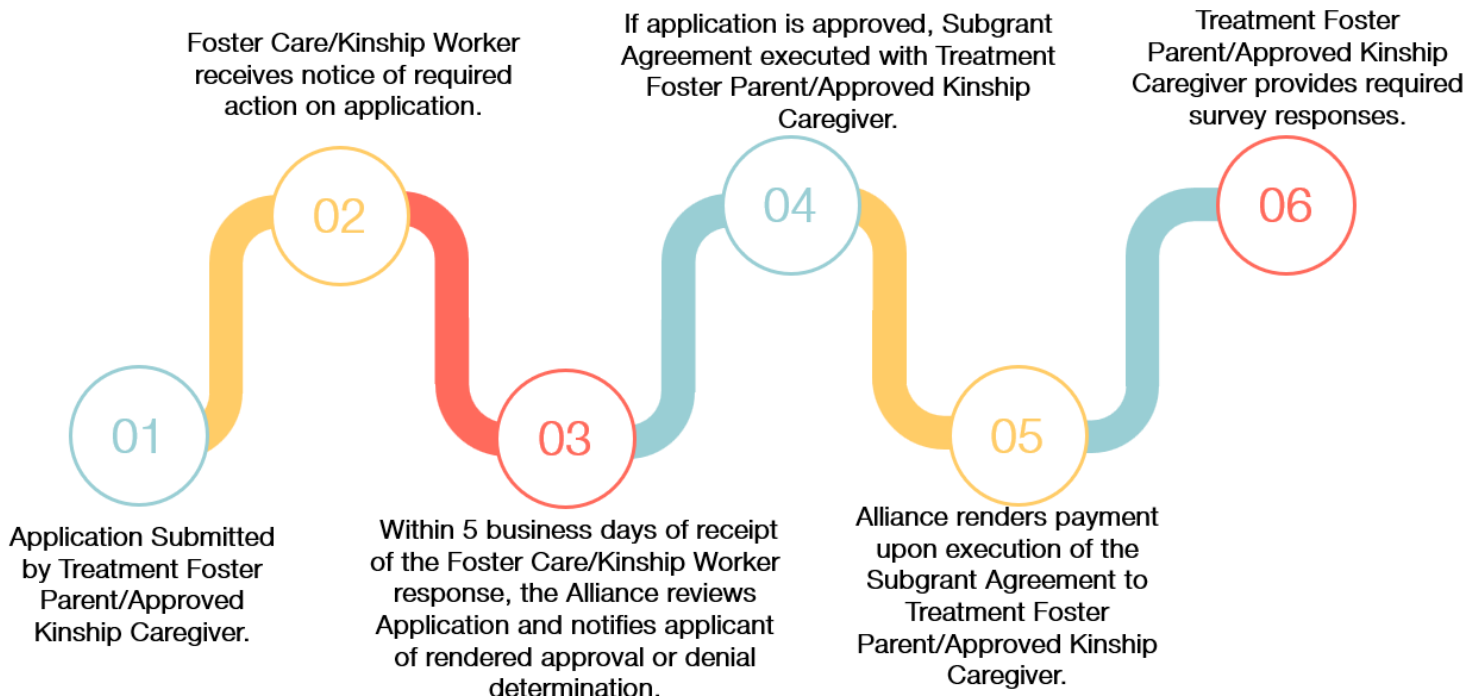 01
Application Submitted
by Treatment Foster
Parent/Approved
Kinship Caregiver.
Foster Care/Kinship Worker
receives notice of required
action on application.
02
03
Within 5 business days of receipt
of the Foster Care/Kinship Worker
response, the Alliance reviews
Application and notifies applicant
of rendered approval or denial
determination.
If application is approved, Subgrant
Agreement executed with Treatment
Foster Parent/Approved Kinship
Caregiver.
04
05
Alliance renders payment
upon execution of the
Subgrant Agreement to
Treatment Foster
Parent/Approved Kinship
Caregiver.
Treatment Foster
Parent/Approved Kinship
Caregiver provides required
survey responses.
06